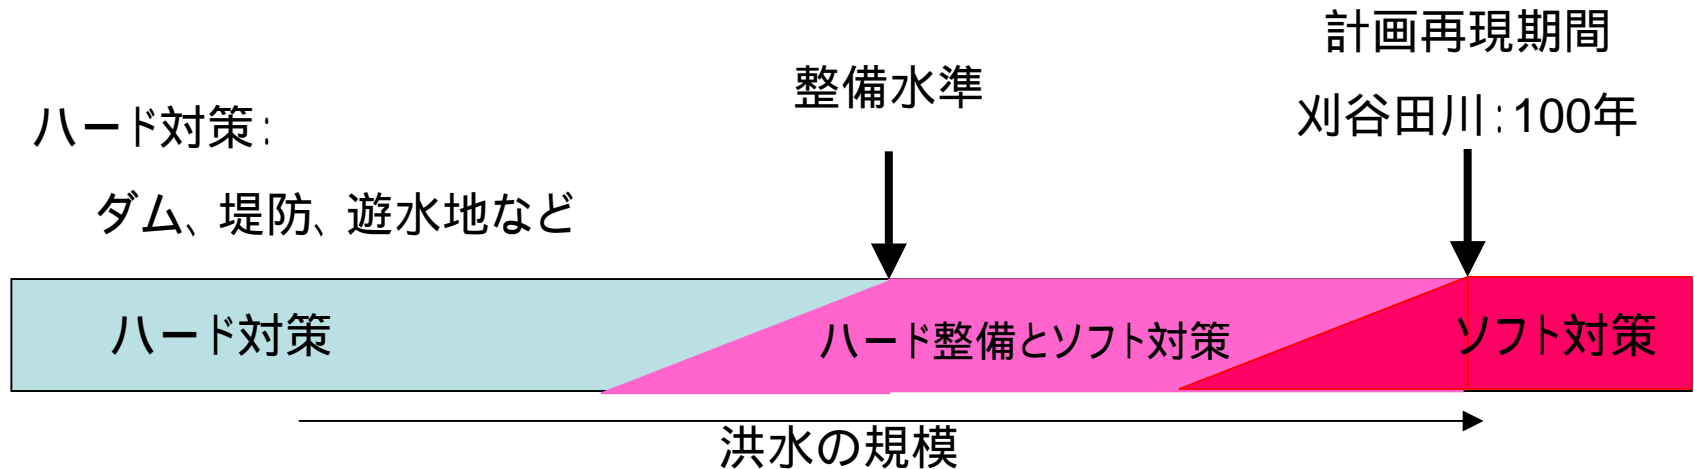 ハード対策:
ダム、堤防、遊水地など
整備水準
計画再現期間
刈谷田川:100年
ハード対策
ハード整備とソフト対策
ソフト対策
洪水の規模